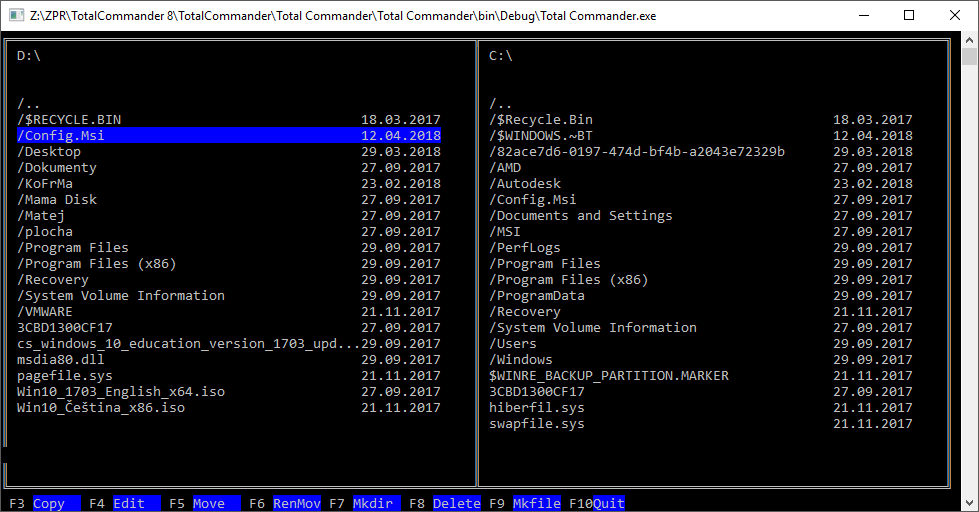 Z:\ZPR\TotalCommander 8\TotalCommander\Total Commander\Total Commander\bin\Debug\Total Commander.exe
D:\ C:\
/.. /..
/$RECYCLE.BIN 18.03.2017 /$Recycle.Bin 18.03.2017
/Config.Msi 12.04.2018 /$WINDOWS.~BT 12.04.2018
/Desktop 29.03.2018 /82ace7d6-0197-474d-bf4b-a2043e72329b 29.03.2018
/Dokumenty 27.09.2017 /AMD 27.09.2017
/KoFrMa 23.02.2018 /Autodesk 23.02.2018
/Mama Disk 27.09.2017 /Config.Msi 27.09.2017
/Matej 27.09.2017 /Documents and Settings 27.09.2017
/plocha 27.09.2017 /MSI 27.09.2017
/Program Files 29.09.2017 /PerfLogs 29.09.2017
/Program Files (x86) 29.09.2017 /Program Files 29.09.2017
/Recovery 29.09.2017 /Program Files (x86) 29.09.2017
/System Volume Information 29.09.2017 /ProgramData 29.09.2017
/VMWARE 21.11.2017 /Recovery 21.11.2017
3CBD1300CF17 27.09.2017 /System Volume Information 27.09.2017
cs_windows_10_education_version_1703_upd...29.09.2017 /Users 29.09.2017
msdia80.dll 29.09.2017 /Windows 29.09.2017
pagefile.sys 21.11.2017 $WINRE_BACKUP_PARTITION.MARKER 21.11.2017
Win10_1703_English_x64.iso 27.09.2017 3CBD1300CF17 27.09.2017
Win10_Čeština_x86.iso 21.11.2017 hiberfil.sys 21.11.2017
swapfile.sys 21.11.2017
F3 Copy F4 Edit F5 Move F6 RenMov F7 Mkdir F8 Delete F9 Mkfile F10Quit